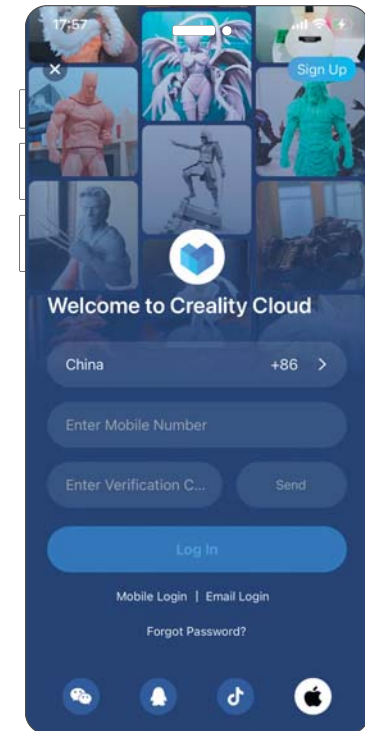 17:57
Sign Up
Welcome to Creality Cloud
China +86
Enter Mobile Number
Enter Verification C... Send
Log In
Mobile Login | Email Login
Forgot Password?